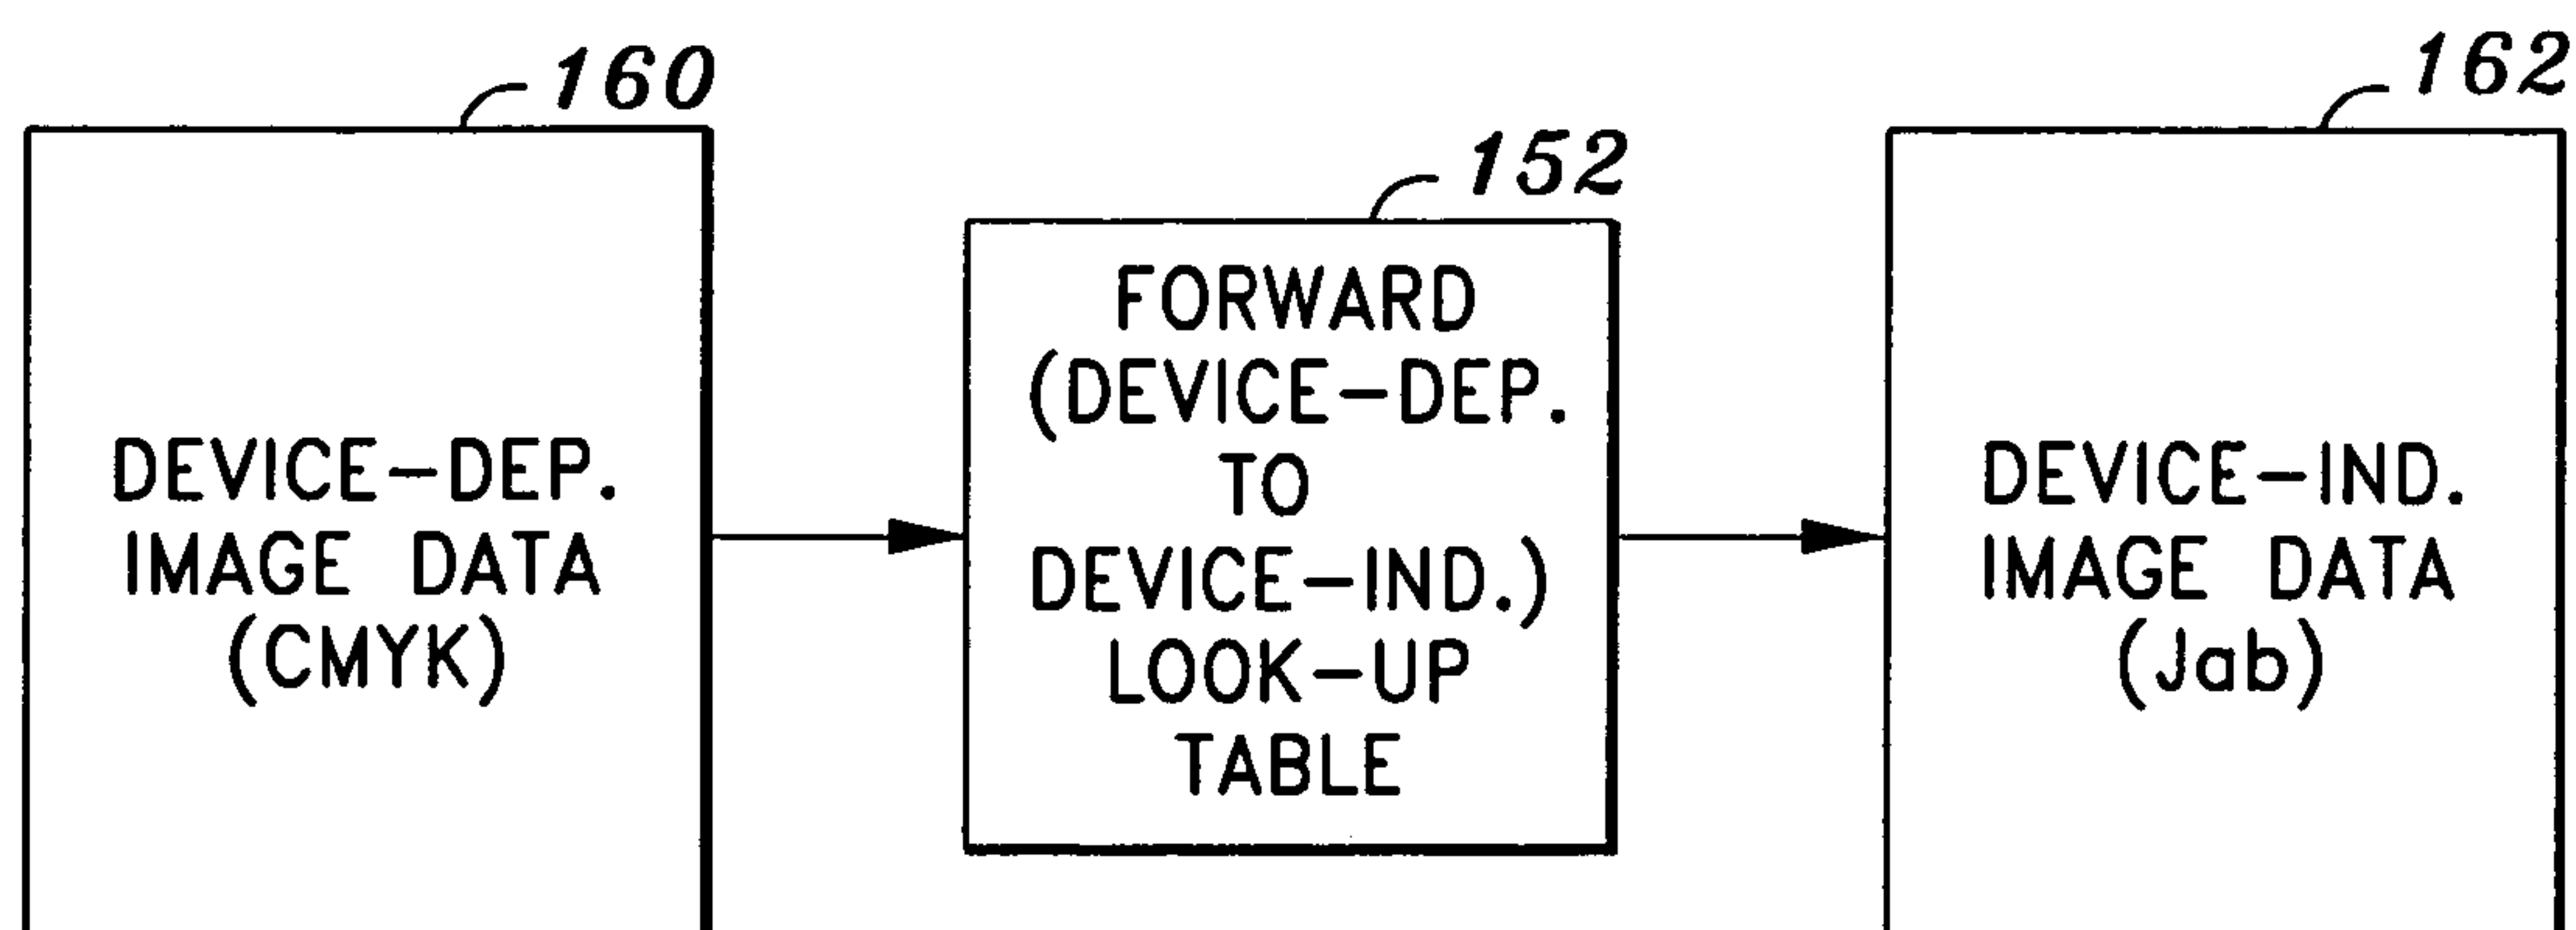 160
DEVICE-DEP.
IMAGE DATA
(CMYK)
152
FORWARD
(DEVICE-DEP.
TO
DEVICE-IND.)
LOOK-UP
TABLE
162
DEVICE-IND.
IMAGE DATA
(Jab)